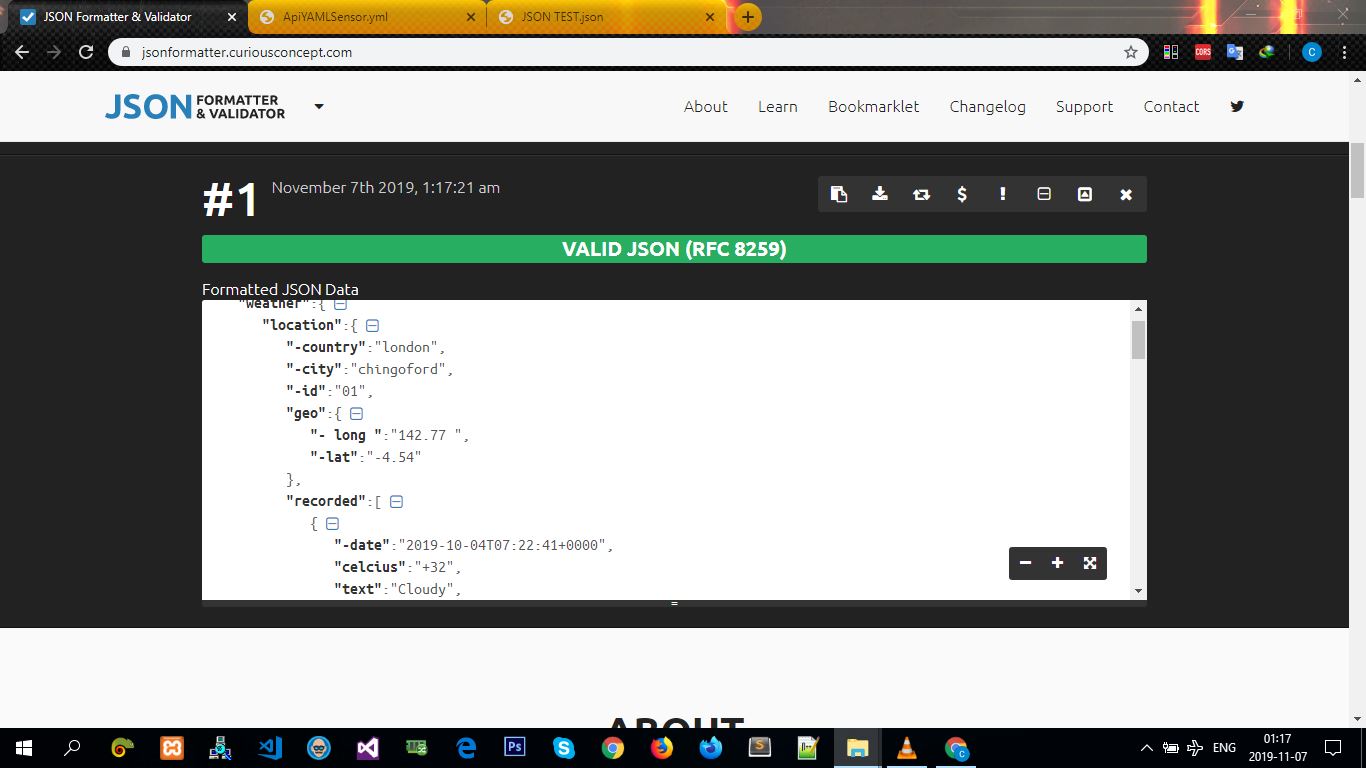 JSON Formatter & Validator
ApiYAMLSensor.yml
JSON TEST.json
jsonformatter.curiousconcept.com
CORS
C
JSON FORMATTER & VALIDATOR
About Learn Bookmarklet Changelog Support Contact
#1 November 7th 2019, 1:17:21 am
VALID JSON (RFC 8259)
Formatted JSON Data
"weather":{
"location":{
"-country":"london",
"-city":"chingoford",
"-id":"01",
"geo":{
"- long ":"142.77 ",
"-lat":"-4.54"
},
"recorded":[
{
"-date":"2019-10-04T07:22:41+0000",
"celcius":"+32",
"text":"Cloudy",
ABOUT
Ps
ENG
01:17
2019-11-07